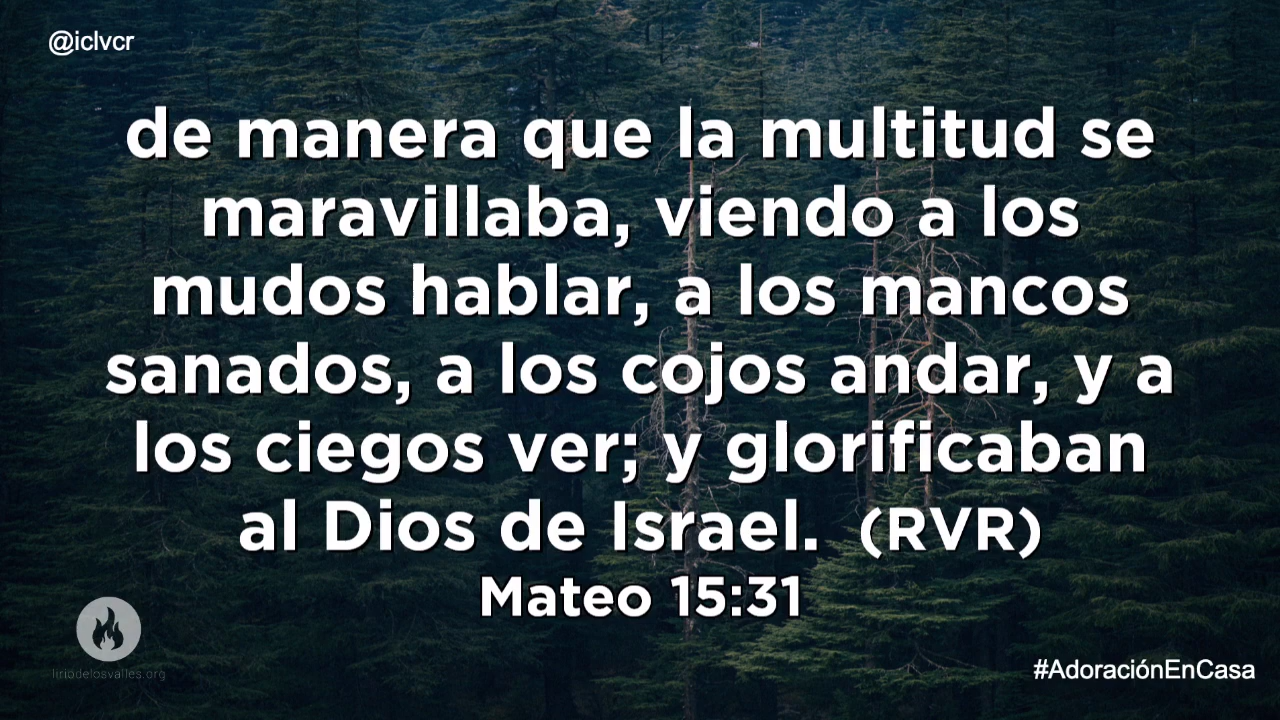 @iclvcr
de manera que la multitud se
maravillaba, viendo a los
mudos hablar, a los mancos
sanados, a los cojos andar, y a
los ciegos ver; y glorificaban
al Dios de Israel. (RVR)
Mateo 15:31
liriodelosvalles.org
#AdoraciónEnCasa